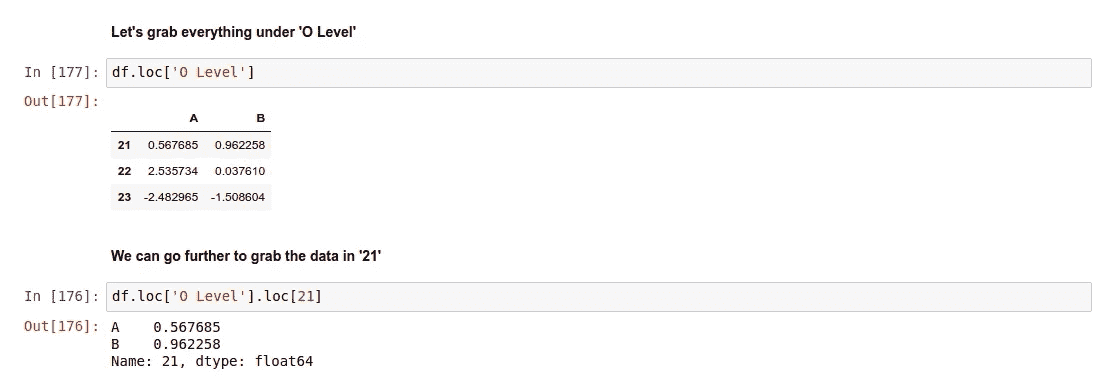 Let's grab everything under 'O Level'
In [177]: df.loc['O Level']
Out[177]:
A B
21 0.567685 0.962258
22 2.535734 0.037610
23 -2.482965 -1.508604
We can go further to grab the data in '21'
In [176]: df.loc['O Level'].loc[21]
Out[176]: A    0.567685
B    0.962258
Name: 21, dtype: float64